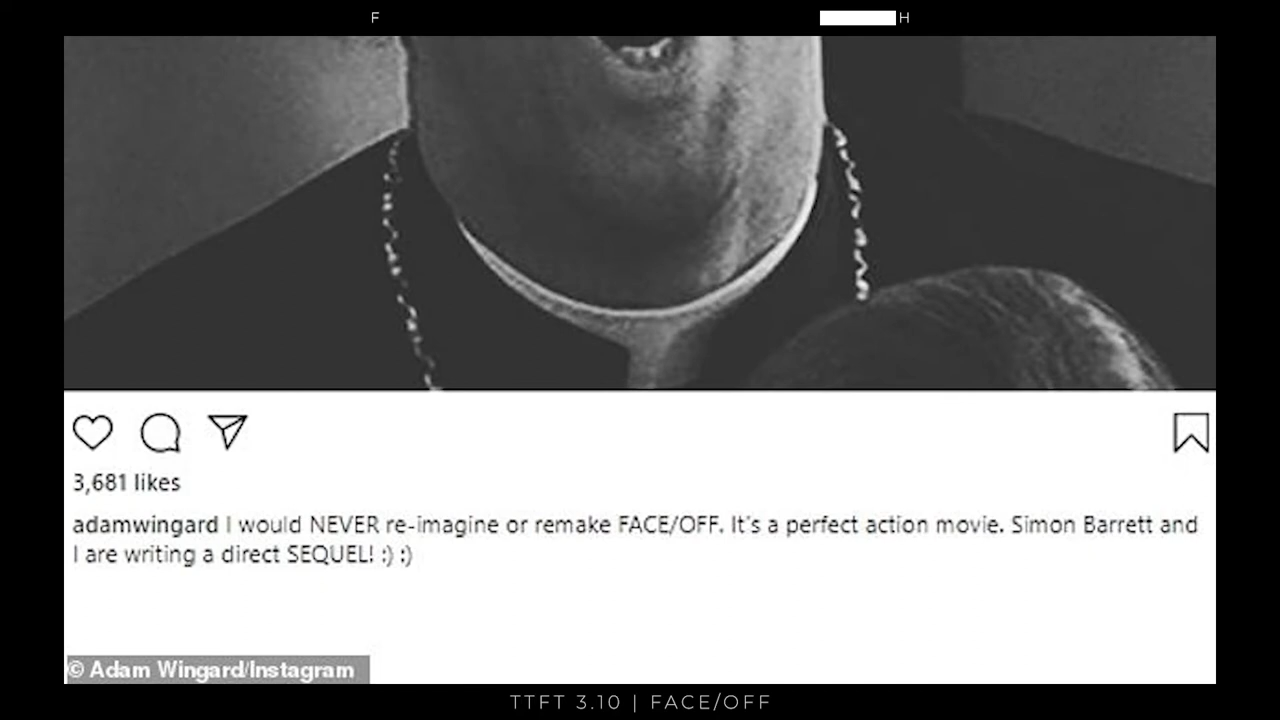 F H
3,681 likes
adamwingard I would NEVER re-imagine or remake FACE/OFF. It's a perfect action movie. Simon Barrett and
I are writing a direct SEQUEL! :) :)
© Adam Wingard/Instagram
TTFT 3.10 | FACE/OFF